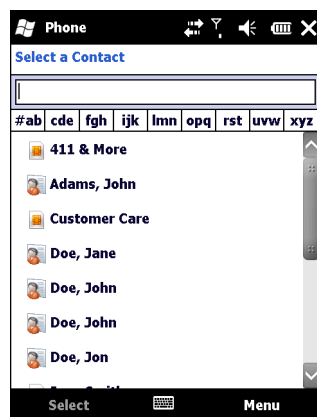 Phone
Select a Contact
#ab cde fgh ijk lmn opq rst uvw xyz
411 & More
Adams, John
Customer Care
Doe, Jane
Doe, John
Doe, John
Doe, Jon
Select Menu